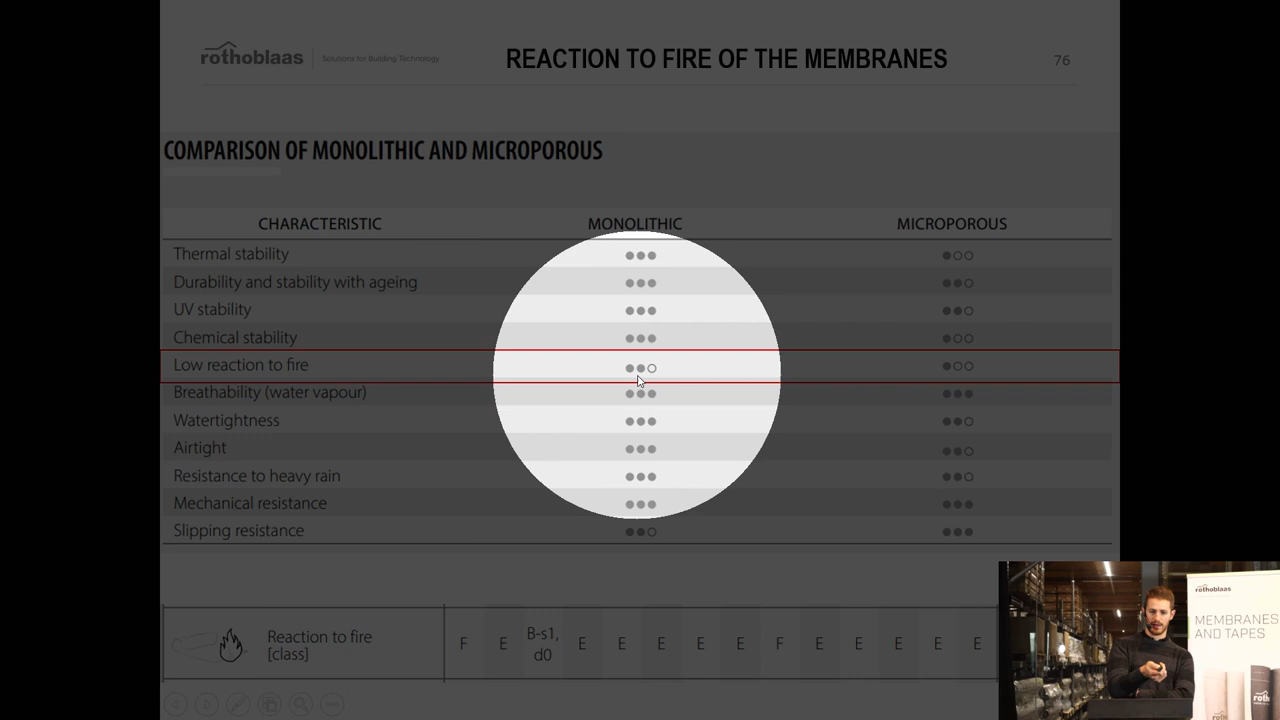 rothoblaas
Solutions for Building Technology
REACTION TO FIRE OF THE MEMBRANES
76
COMPARISON OF MONOLITHIC AND MICROPOROUS
CHARACTERISTIC MONOLITHIC MICROPOROUS
Thermal stability
Durability and stability with ageing
UV stability
Chemical stability
Low reaction to fire
Breathability (water vapour)
Watertightness
Airtight
Resistance to heavy rain
Mechanical resistance
Slipping resistance
Reaction to fire
[class]
F E B-s1, d0 E E E E E F E E E E E
rothoblaas
MEMBRANES
AND TAPES
roth